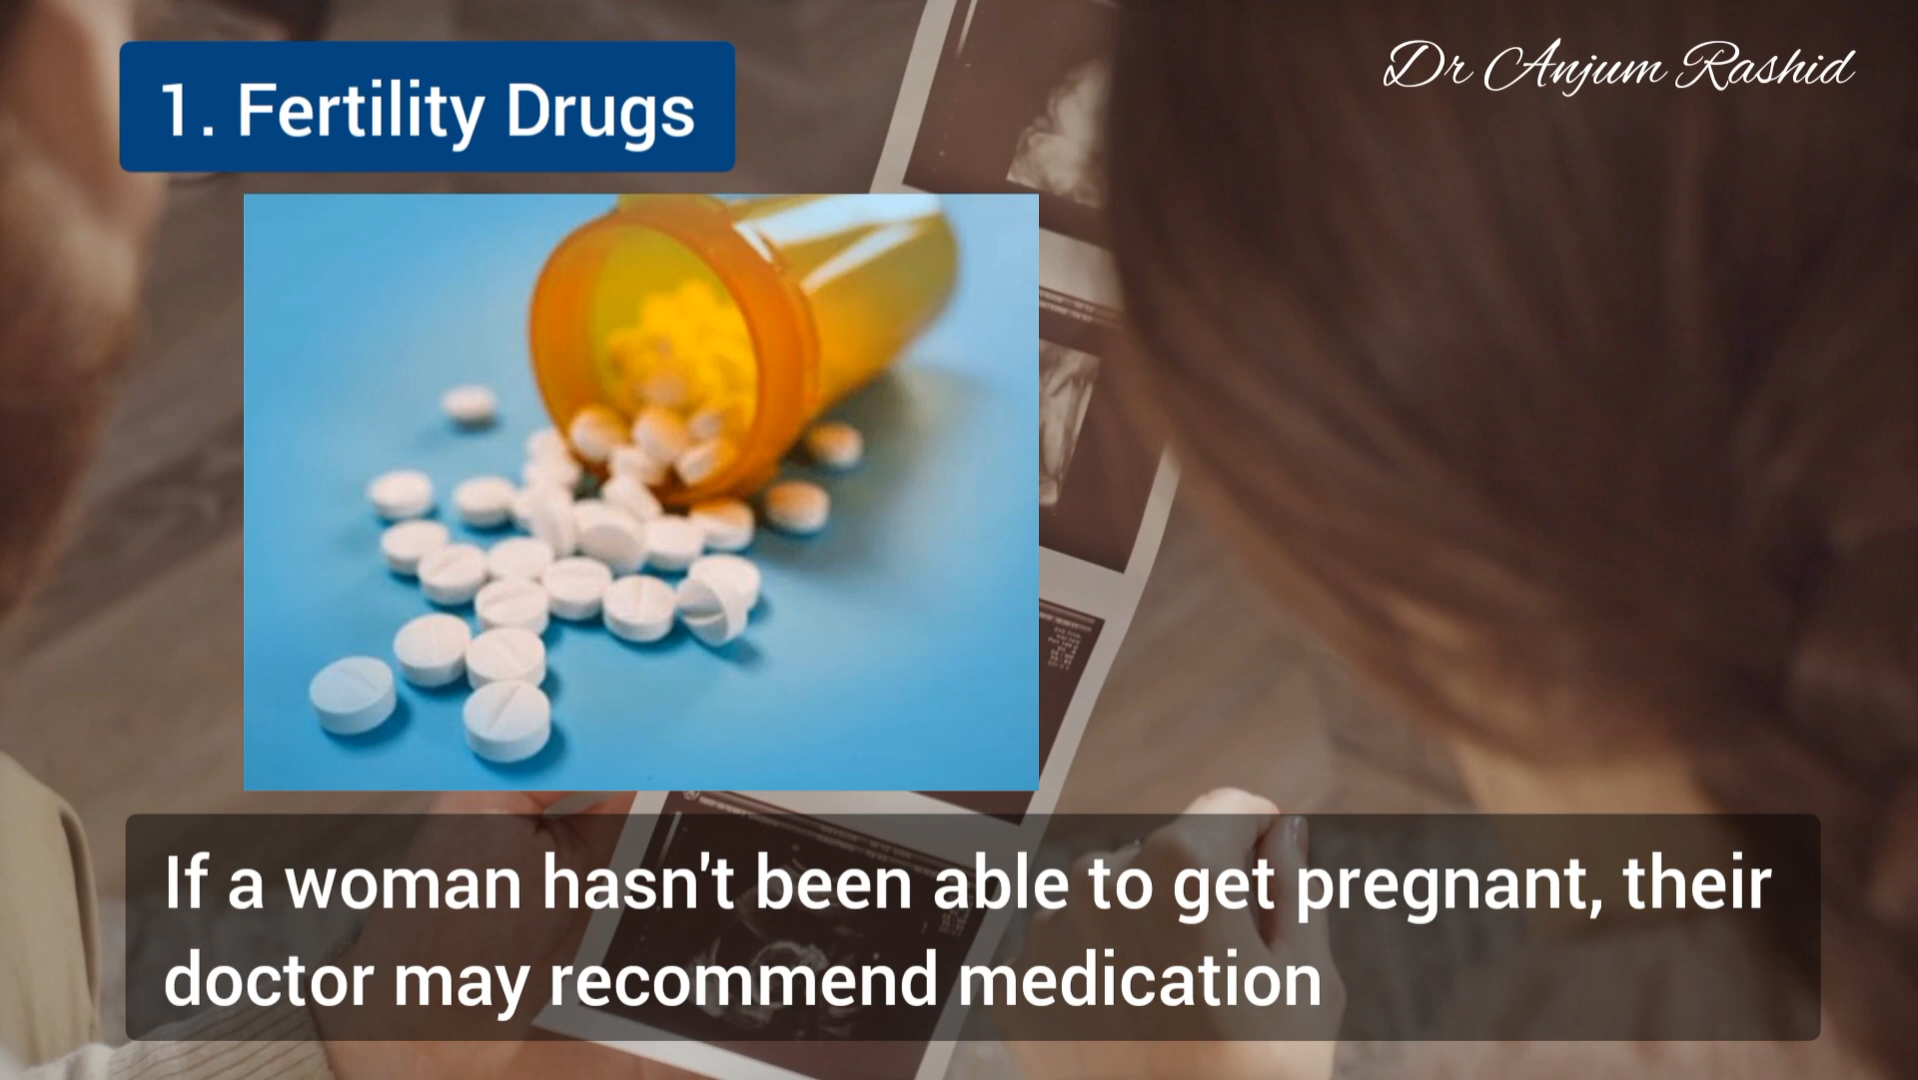 Dr Anjum Rashid
1. Fertility Drugs
If a woman hasn't been able to get pregnant, their
doctor may recommend medication